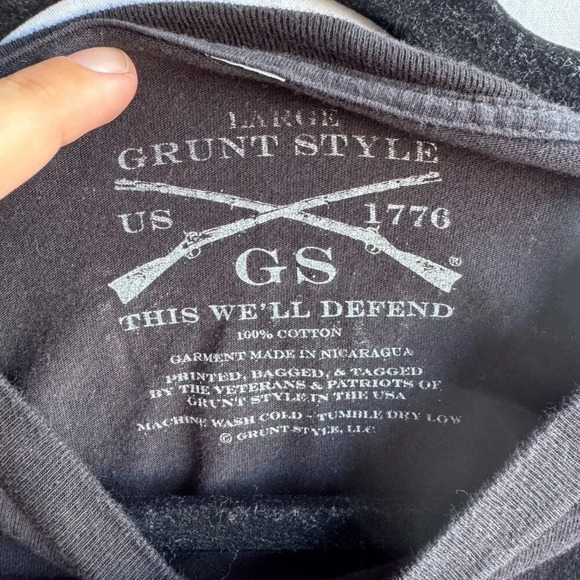 LARGE
GRUNT STYLE
US 1776
GS ®
THIS WE'LL DEFEND
100% COTTON
GARMENT MADE IN NICARAGUA
PRINTED, BAGGED, & TAGGED
BY THE VETERANS & PATRIOTS OF
GRUNT STYLE IN THE USA
MACHINE WASH COLD - TUMBLE DRY LOW
© GRUNT STYLE, LLC